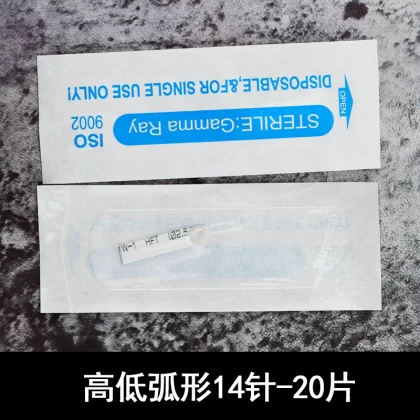 DISPOSABLE,&FOR SINGLE USE ONLY!
STERILE:Gamma Ray
OPEN
ISO
9002
W-1 HFT
高低弧形14针-20片